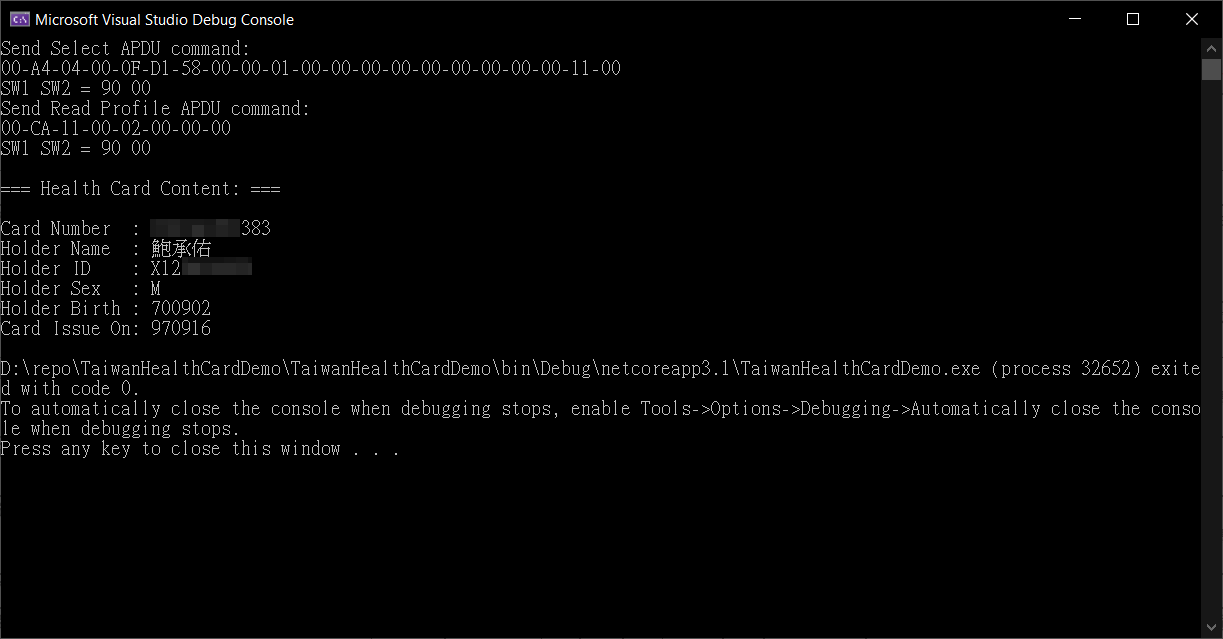 Microsoft Visual Studio Debug Console
Send Select APDU command:
00-A4-04-00-0F-D1-58-00-00-01-00-00-00-00-00-00-00-00-00-11-00
SW1 SW2 = 90 00
Send Read Profile APDU command:
00-CA-11-00-02-00-00-00
SW1 SW2 = 90 00
=== Health Card Content: ===
Card Number  : 383
Holder Name  : 鮑承佑
Holder ID    : X12
Holder Sex   : M
Holder Birth : 700902
Card Issue On: 970916
D:\repo\TaiwanHealthCardDemo\TaiwanHealthCardDemo\bin\Debug\netcoreapp3.1\TaiwanHealthCardDemo.exe (process 32652) exite
d with code 0.
To automatically close the console when debugging stops, enable Tools->Options->Debugging->Automatically close the conso
le when debugging stops.
Press any key to close this window . . .